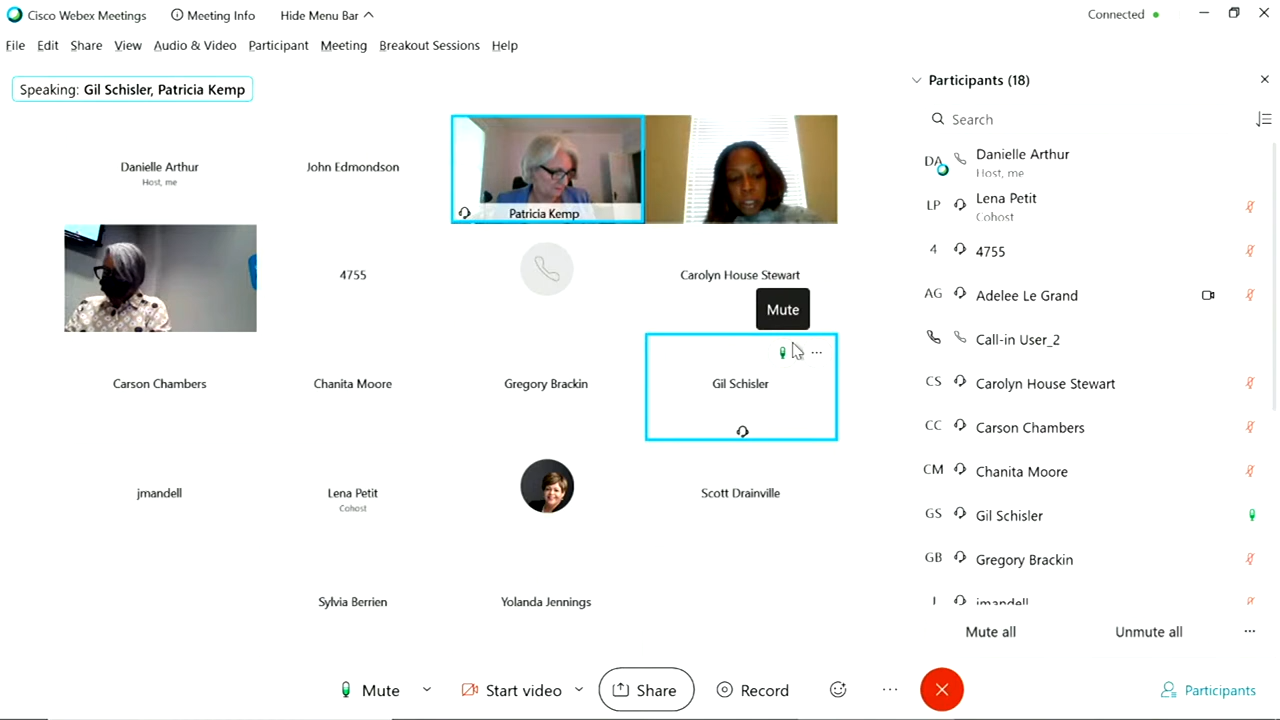 Cisco Webex Meetings
Meeting Info
Hide Menu Bar
Connected
File Edit Share View Audio & Video Participant Meeting Breakout Sessions Help
Speaking: Gil Schisler, Patricia Kemp
Danielle Arthur
Host, me
John Edmondson
Patricia Kemp
4755
Carolyn House Stewart
Mute
Carson Chambers
Chanita Moore
Gregory Brackin
Gil Schisler
jmandell
Lena Petit
Cohost
Scott Drainville
Sylvia Berrien
Yolanda Jennings
Participants (18)
Search
DA Danielle Arthur
Host, me
LP Lena Petit
Cohost
4 4755
AG Adelee Le Grand
Call-in User_2
CS Carolyn House Stewart
CC Carson Chambers
CM Chanita Moore
GS Gil Schisler
GB Gregory Brackin
J jmandell
Mute all
Unmute all
Mute
Start video
Share
Record
Participants